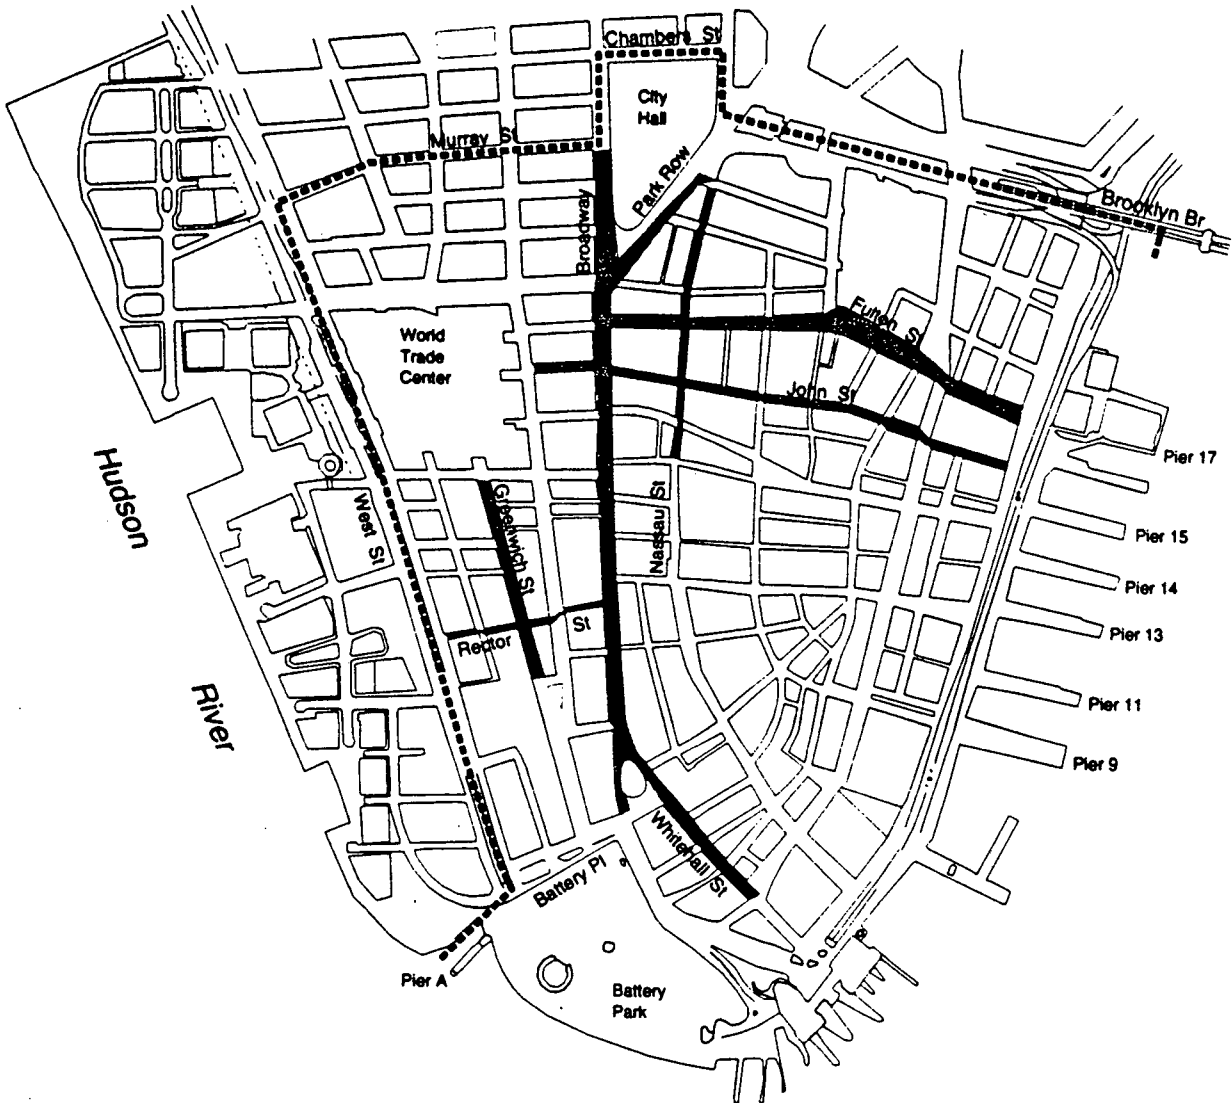 Chambers St
City
Hall
Murray St
Park Row
Broadway
Brooklyn Br
Fulton St
World
Trade
Center
John St
Pier 17
Hudson
River
West St
Greenwich St
Nassau St
Pier 15
Pier 14
Pier 13
Rector St
Pier 11
Pier 9
Whitehall St
Battery Pl
Pier A
Battery
Park